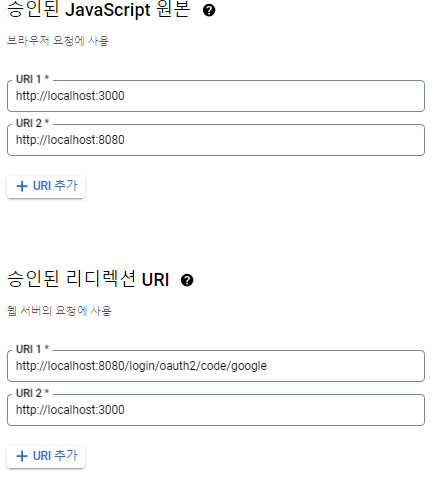 승인된 JavaScript 원본
브라우저 요청에 사용
URI 1 *
http://localhost:3000
URI 2 *
http://localhost:8080
+ URI 추가
승인된 리디렉션 URI
웹 서버의 요청에 사용
URI 1 *
http://localhost:8080/login/oauth2/code/google
URI 2 *
http://localhost:3000
+ URI 추가